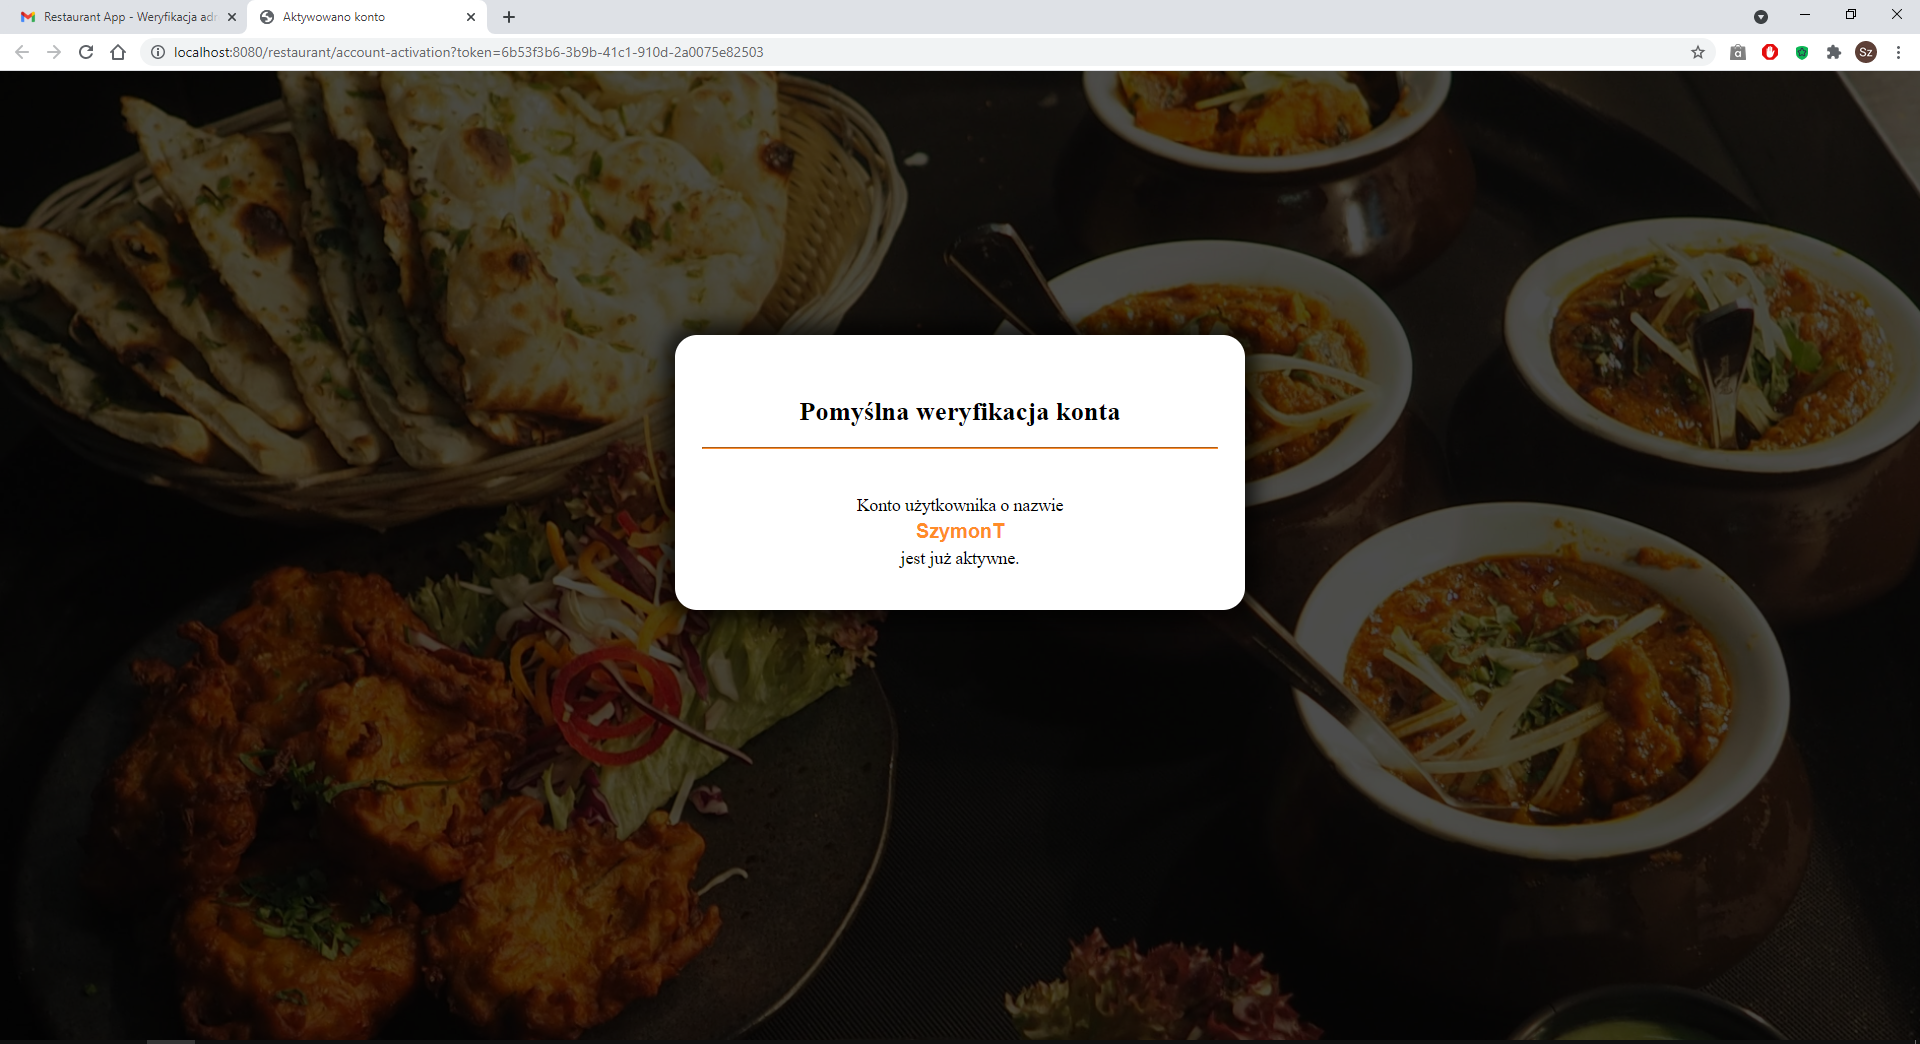 Restaurant App - Weryfikacja adr
Aktywowano konto
localhost:8080/restaurant/account-activation?token=6b53f3b6-3b9b-41c1-910d-2a0075e82503
Sz
Pomyślna weryfikacja konta
Konto użytkownika o nazwie
SzymonT
jest już aktywne.